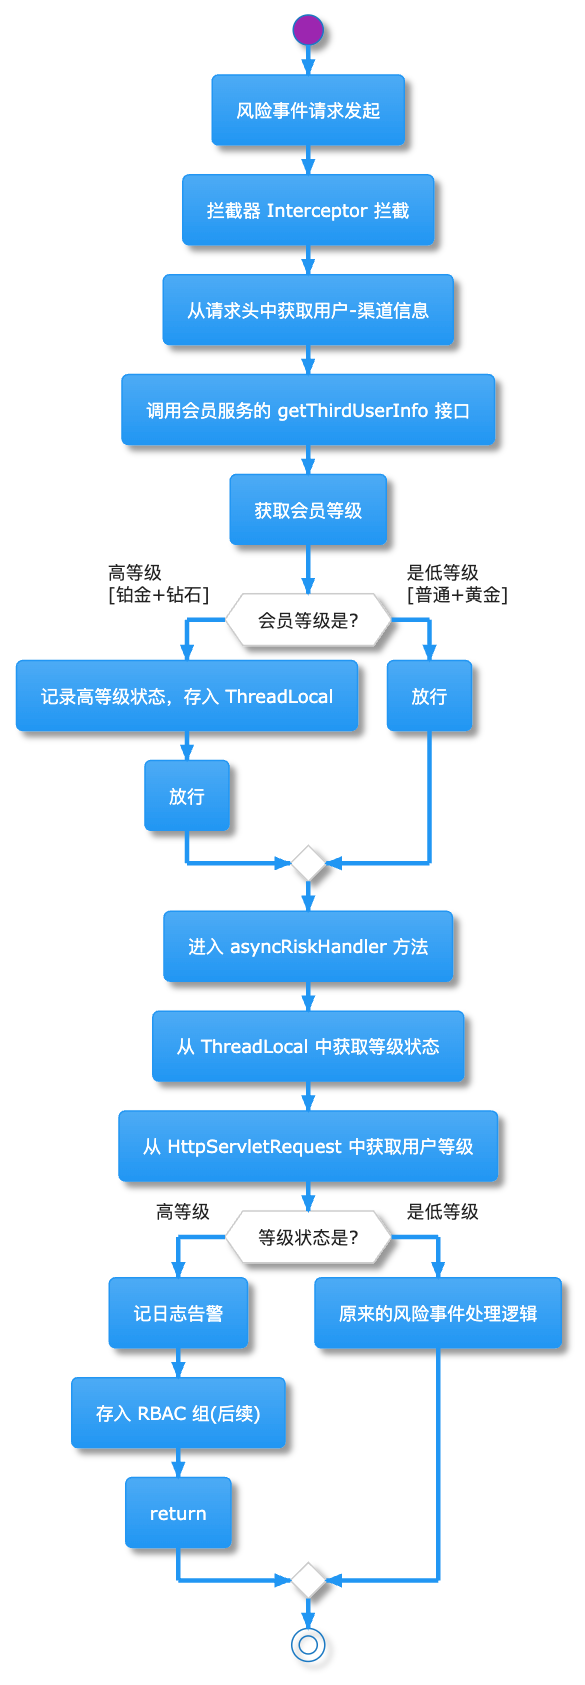 风险事件请求发起
拦截器 Interceptor 拦截
从请求头中获取用户-渠道信息
调用会员服务的 getThirdUserInfo 接口
获取会员等级
高等级
[铂金+钻石]
会员等级是?
是低等级
[普通+黄金]
记录高等级状态，存入 ThreadLocal
放行
放行
进入 asyncRiskHandler 方法
从 ThreadLocal 中获取等级状态
从 HttpServletRequest 中获取用户等级
高等级
等级状态是?
是低等级
记日志告警
原来的风险事件处理逻辑
存入 RBAC 组(后续)
return